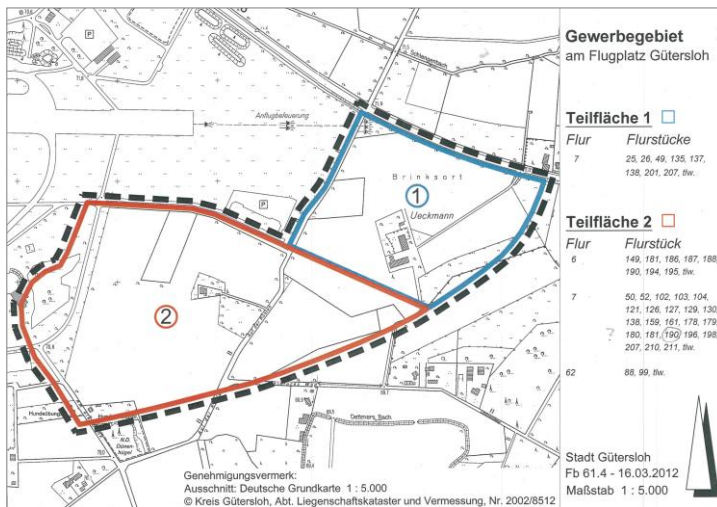 Gewerbegebiet
am Flugplatz Gütersloh
Teilfläche 1
Flur Flurstücke
7 25, 26, 49, 135, 137,
138, 201, 207, tlw.
Teilfläche 2
Flur Flurstück
6 149, 181, 186, 187, 188,
190, 194, 195, tlw.
7 50, 52, 102, 103, 104,
121, 126, 127, 129, 130,
138, 159, 161, 178, 179,
? 180, 181, 190 196, 198,
207, 210, 211, tlw.
62 88, 99, tlw.
Stadt Gütersloh
Fb 61.4 - 16.03.2012
Maßstab 1 : 5.000
P
Anflugbefeuerung
Brinksort
1
Ueckmann
P
2
Dettmers Bach
Genehmigungsvermerk:
Ausschnitt: Deutsche Grundkarte 1 : 5.000
© Kreis Gütersloh, Abt. Liegenschaftskataster und Vermessung, Nr. 2002/8512